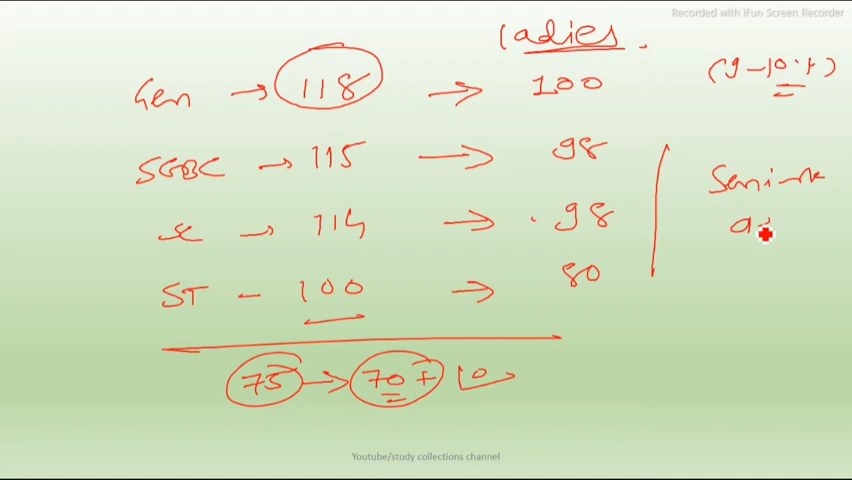 Recorded with iFun Screen Recorder
Ladies.
Gen → 118 → 100
(9-10.+)
SEBC → 115 → 98
SC → 114 → 98
ST - 100 → 80
75 → 70+ 10
Youtube/study collections channel